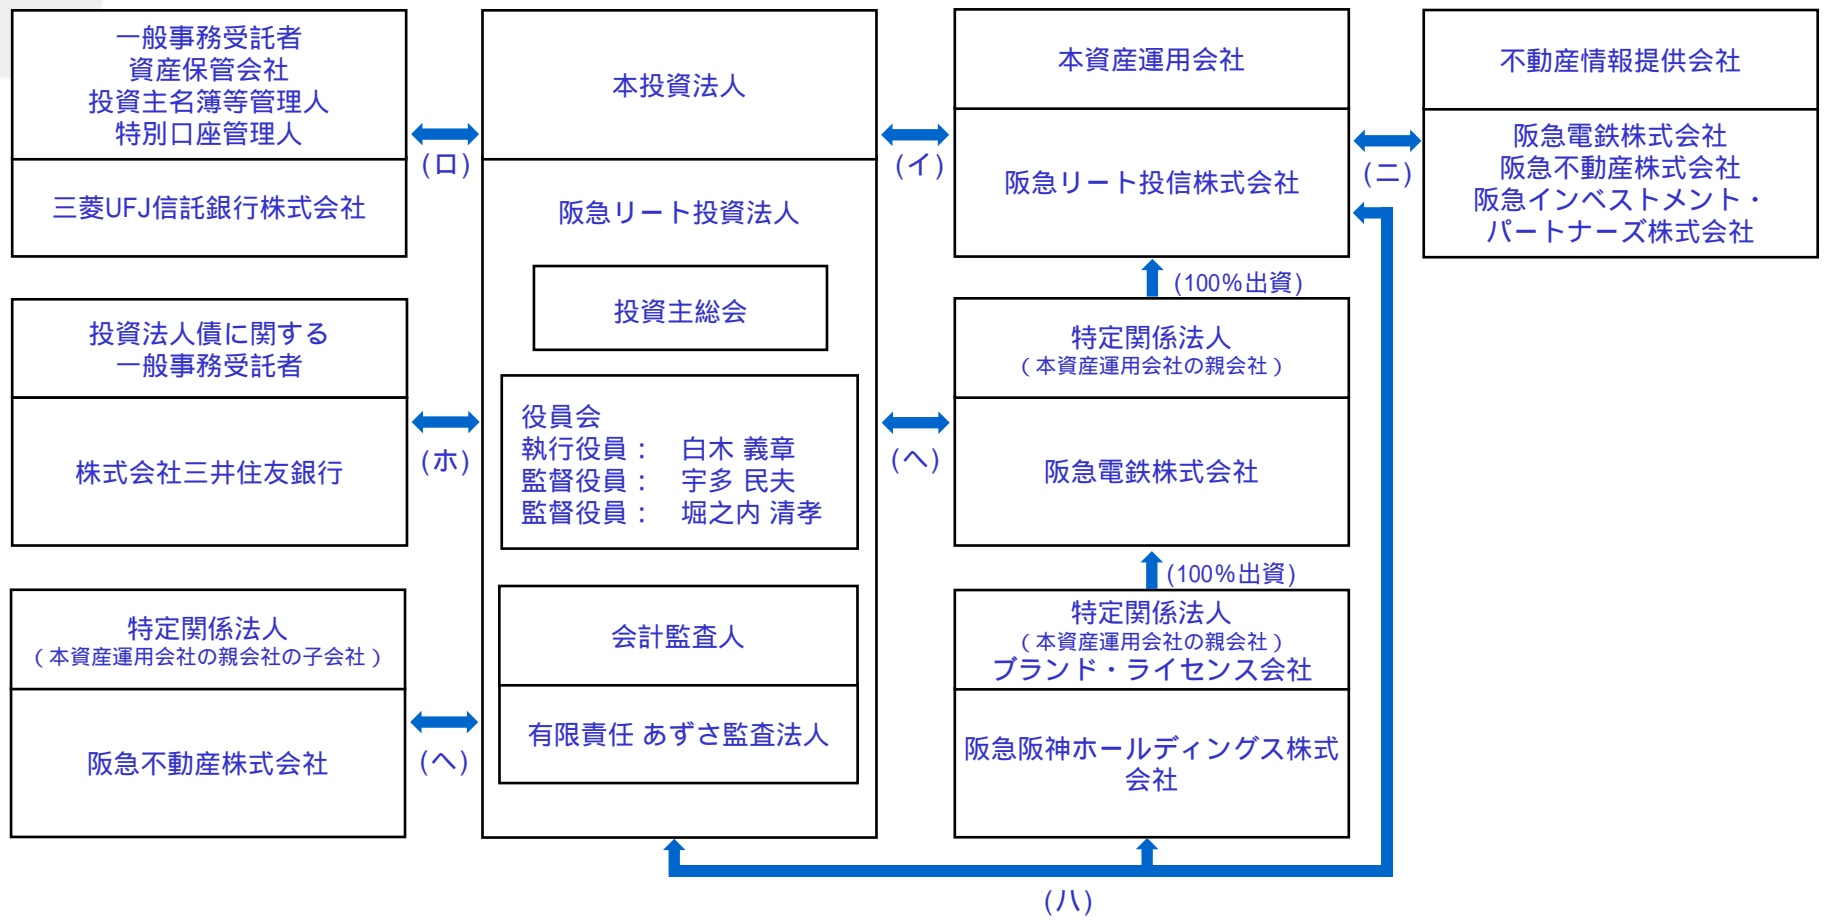 一般事務受託者
資産保管会社
投資主名簿等管理人
特別口座管理人
三菱UFJ信託銀行株式会社
(ロ)
投資法人債に関する
一般事務受託者
株式会社三井住友銀行
(ホ)
特定関係法人
(本資産運用会社の親会社の子会社)
阪急不動産株式会社
(ヘ)
本投資法人
阪急リート投資法人
投資主総会
役員会
執行役員： 白木 義章
監督役員： 宇多 民夫
監督役員： 堀之内 清孝
会計監査人
有限責任 あずさ監査法人
(イ)
(ヘ)
本資産運用会社
阪急リート投信株式会社
(100%出資)
特定関係法人
(本資産運用会社の親会社)
阪急電鉄株式会社
(100%出資)
特定関係法人
(本資産運用会社の親会社)
ブランド・ライセンス会社
阪急阪神ホールディングス株式
会社
(ハ)
(ニ)
不動産情報提供会社
阪急電鉄株式会社
阪急不動産株式会社
阪急インベストメント・
パートナーズ株式会社